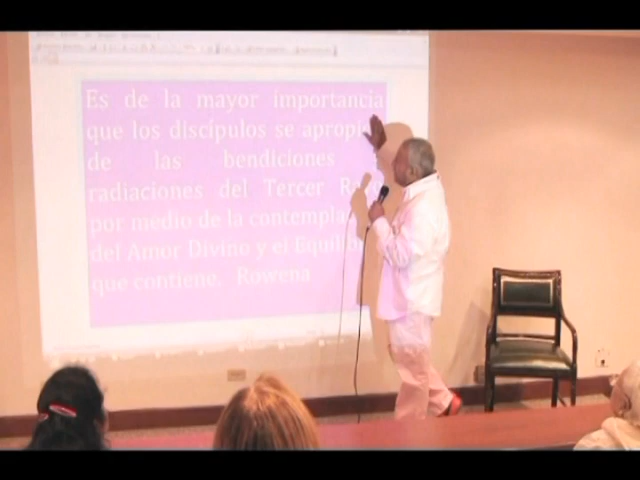 Es de la mayor importancia
que los discípulos se
de las bendiciones
radiaciones del Tercer
por medio de la
del Amor Divino y el
que contiene. Rowena